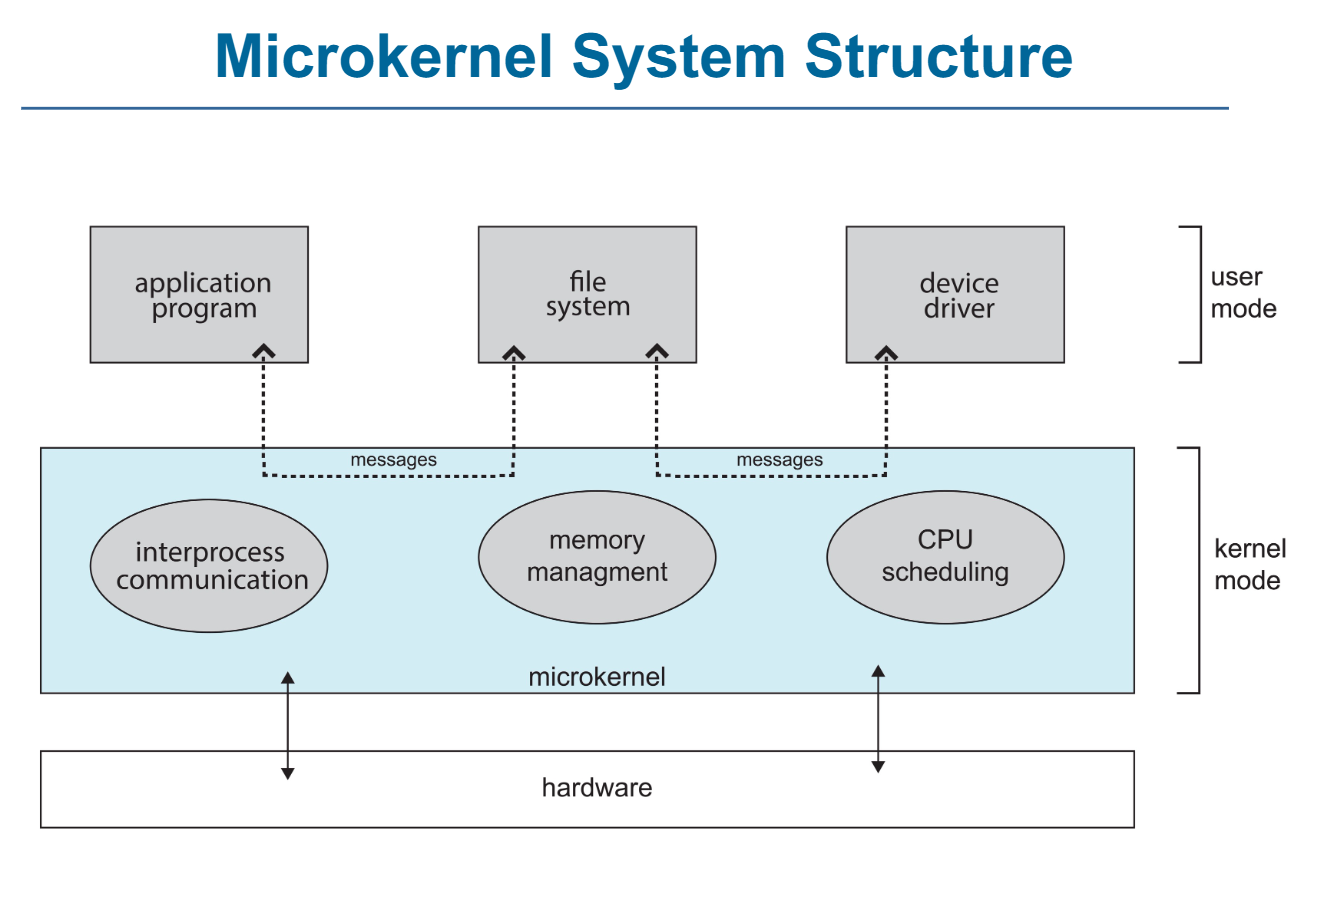 Microkernel System Structure
application
program
file
system
device
driver
user
mode
messages
messages
interprocess
communication
memory
managment
CPU
scheduling
kernel
mode
microkernel
hardware